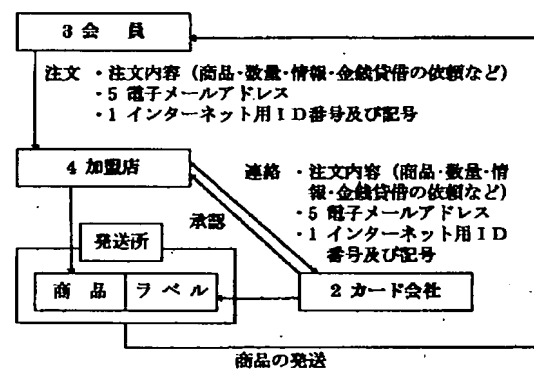 3 会 員
注文 ・注文内容（商品・数量・情報・金銭貸借の依頼など）
・5 電子メールアドレス
・1 インターネット用ＩＤ番号及び記号
4 加盟店
連絡 ・注文内容（商品・数量・情
報・金銭貸借の依頼など）
・5 電子メールアドレス
・1 インターネット用ＩＤ
番号及び記号
承認
発送所
商 品
ラ ベ ル
2 カード会社
商品の発送